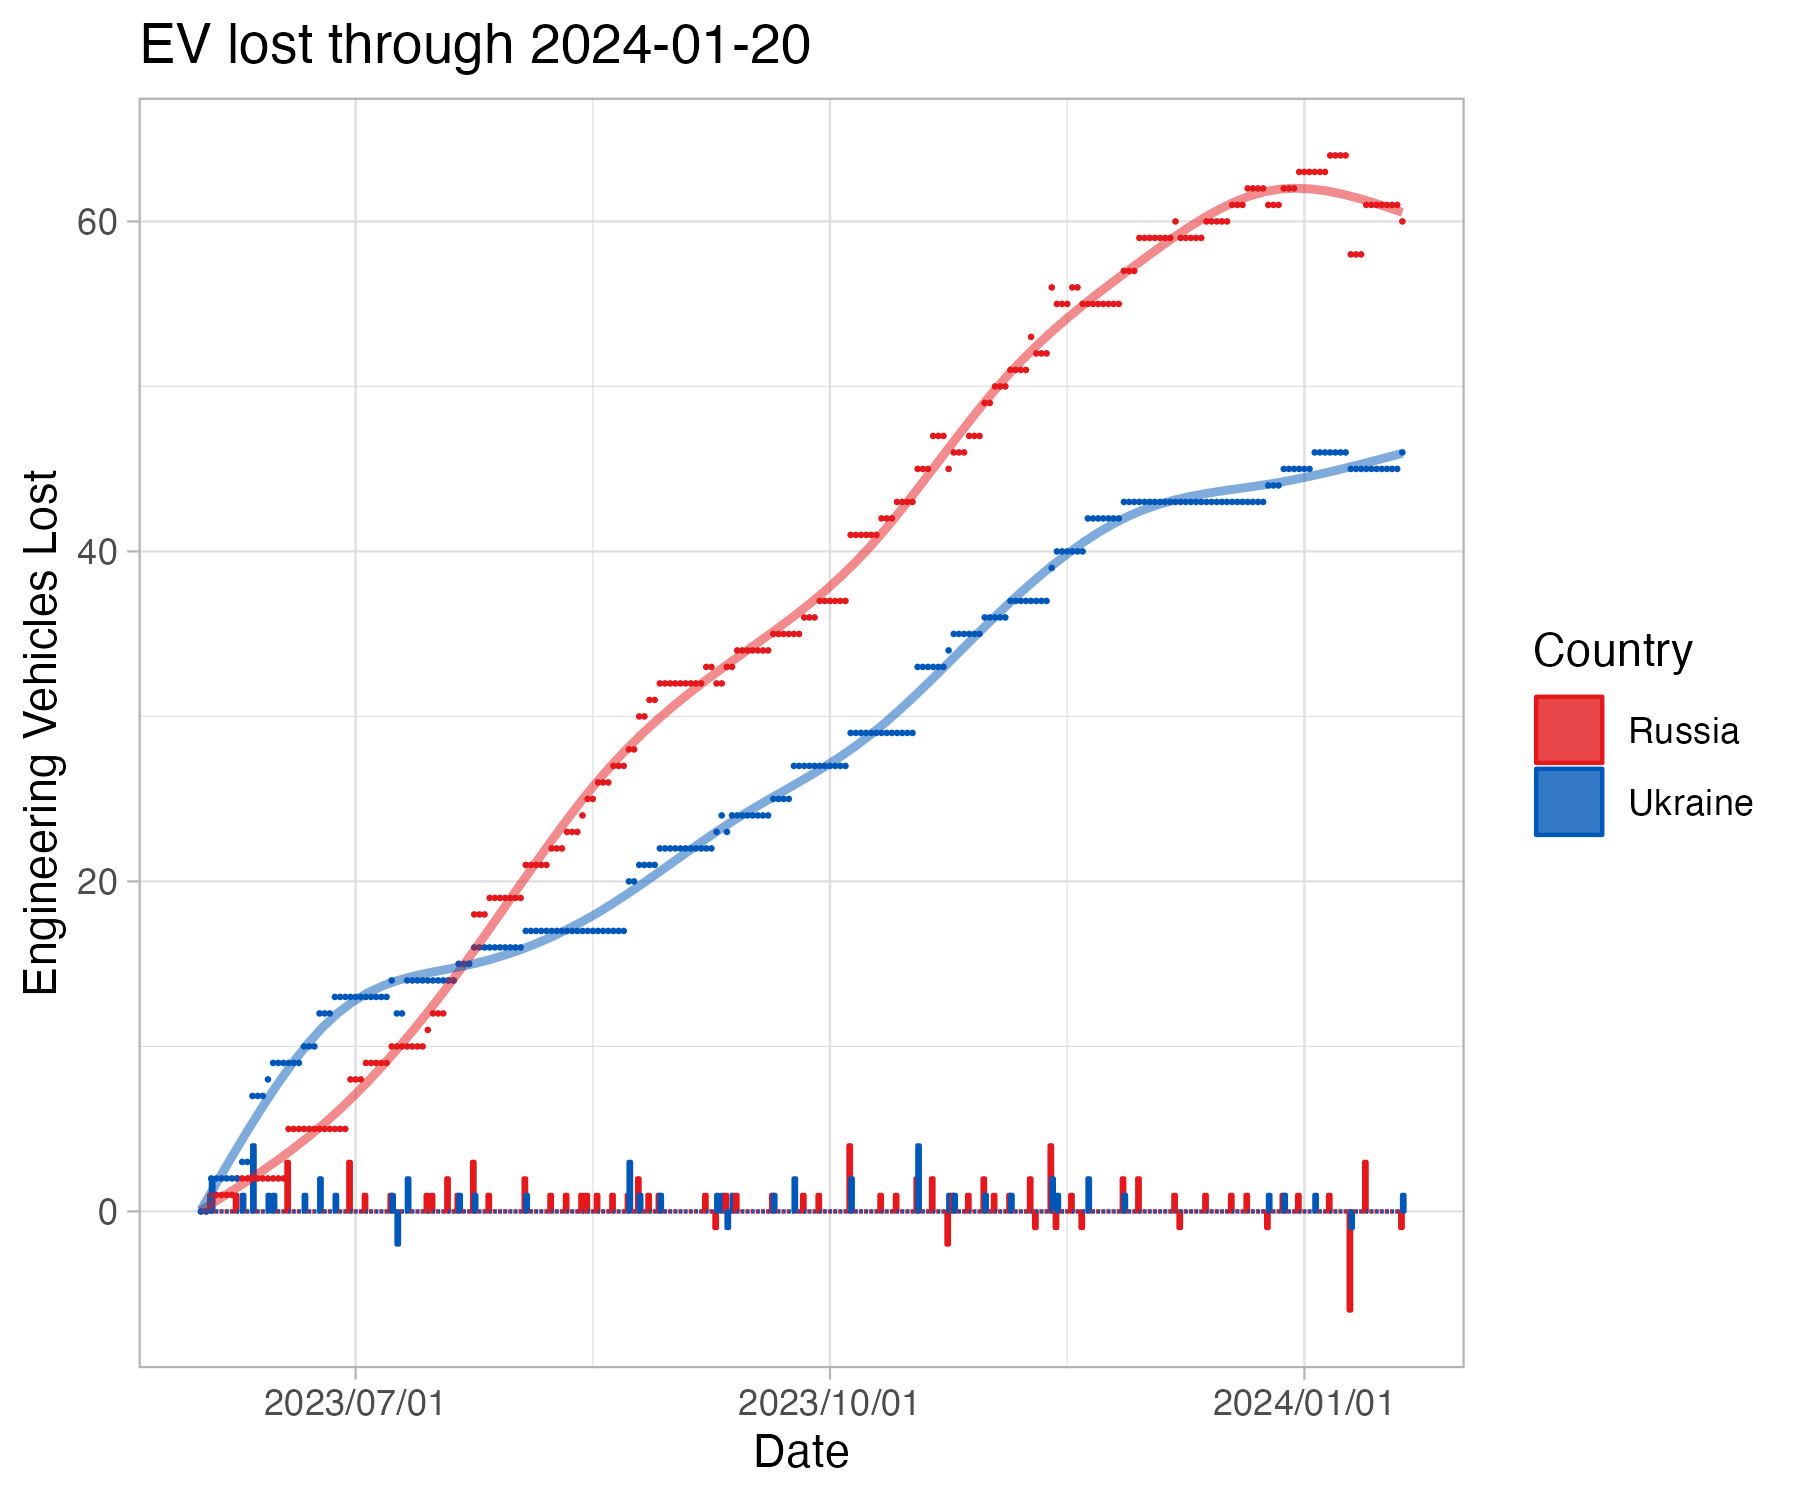 EV lost through 2024-01-20
Engineering Vehicles Lost
60
40
20
0
2023/07/01
2023/10/01
2024/01/01
Date
Country
Russia
Ukraine